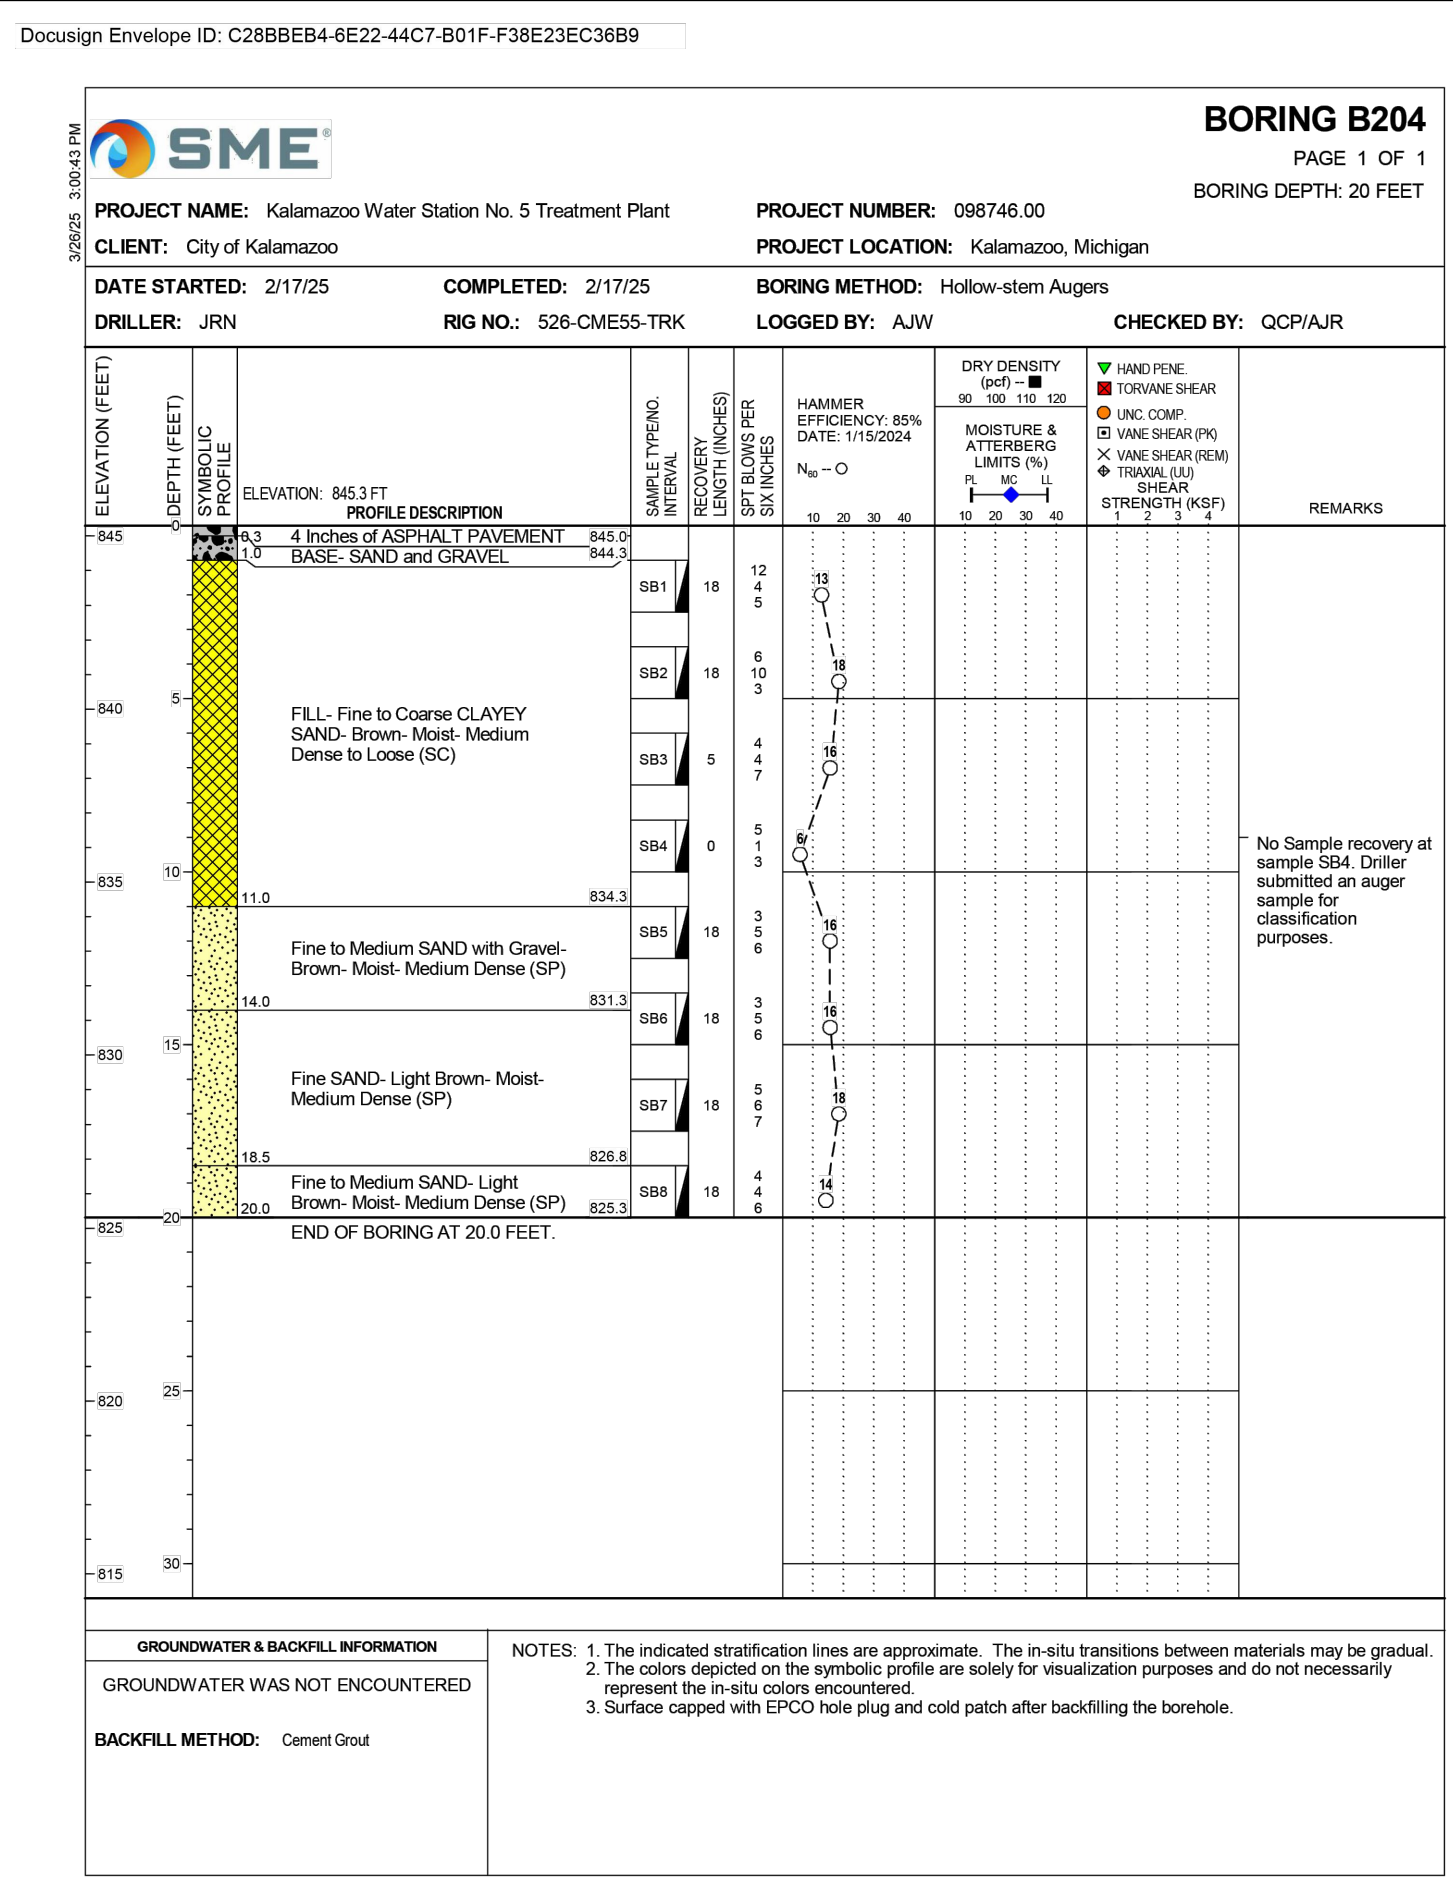 Docusign Envelope ID: C28BBEB4-6E22-44C7-B01F-F38E23EC36B9
3/26/25 3:00:43 PM
SME®
BORING B204
PAGE 1 OF 1
BORING DEPTH: 20 FEET
PROJECT NAME: Kalamazoo Water Station No. 5 Treatment Plant
PROJECT NUMBER: 098746.00
CLIENT: City of Kalamazoo
PROJECT LOCATION: Kalamazoo, Michigan
DATE STARTED: 2/17/25
COMPLETED: 2/17/25
BORING METHOD: Hollow-stem Augers
DRILLER: JRN
RIG NO.: 526-CME55-TRK
LOGGED BY: AJW
CHECKED BY: QCP/AJR
ELEVATION (FEET)
DEPTH (FEET)
SYMBOLIC
PROFILE
ELEVATION: 845.3 FT
PROFILE DESCRIPTION
SAMPLE TYPE/NO.
INTERVAL
RECOVERY
LENGTH (INCHES)
SPT BLOWS PER
SIX INCHES
HAMMER
EFFICIENCY: 85%
DATE: 1/15/2024
N60 -- O
10 20 30 40
DRY DENSITY
(pcf) -- ■
90 100 110 120
MOISTURE &
ATTERBERG
LIMITS (%)
PL MC LL
10 20 30 40
HAND PENE.
TORVANE SHEAR
UNC. COMP.
VANE SHEAR (PK)
VANE SHEAR (REM)
TRIAXIAL (UU)
SHEAR
STRENGTH (KSF)
1 2 3 4
REMARKS
0
845
0.3 4 Inches of ASPHALT PAVEMENT 845.0
1.0 BASE- SAND and GRAVEL 844.3
SB1 18
12
4
5
13
SB2 18
6
10
3
18
5
840
FILL- Fine to Coarse CLAYEY
SAND- Brown- Moist- Medium
Dense to Loose (SC)
SB3 5
4
4
7
16
SB4 0
5
1
3
6
No Sample recovery at
sample SB4. Driller
submitted an auger
sample for
classification
purposes.
10
835
11.0 834.3
Fine to Medium SAND with Gravel-
Brown- Moist- Medium Dense (SP)
SB5 18
3
5
6
16
14.0 831.3
SB6 18
3
5
6
16
15
830
Fine SAND- Light Brown- Moist-
Medium Dense (SP)
SB7 18
5
6
7
18
18.5 826.8
Fine to Medium SAND- Light
Brown- Moist- Medium Dense (SP)
SB8 18
4
4
6
14
20.0 825.3
20
825
END OF BORING AT 20.0 FEET.
25
820
30
815
GROUNDWATER & BACKFILL INFORMATION
GROUNDWATER WAS NOT ENCOUNTERED
BACKFILL METHOD: Cement Grout
NOTES: 1. The indicated stratification lines are approximate. The in-situ transitions between materials may be gradual.
2. The colors depicted on the symbolic profile are solely for visualization purposes and do not necessarily
represent the in-situ colors encountered.
3. Surface capped with EPCO hole plug and cold patch after backfilling the borehole.